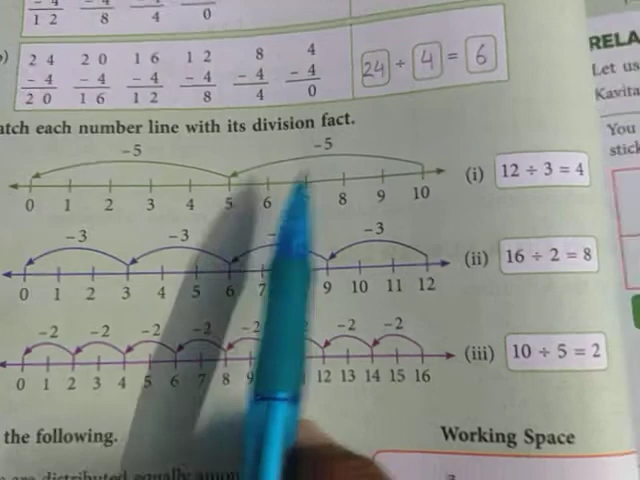 1 2 8 4 0
2 4 2 0 1 6 1 2 8 4
- 4 - 4 - 4 - 4 - 4 - 4 24 ÷ 4 = 6
2 0 1 6 1 2 8 4 0
atch each number line with its division fact.
-5 -5
0 1 2 3 4 5 6 8 9 10 (i) 12 ÷ 3 = 4
-3 -3 -3
0 1 2 3 4 5 6 7 9 10 11 12 (ii) 16 ÷ 2 = 8
-2 -2 -2 -2 -2 -2 -2
0 1 2 3 4 5 6 7 8 9 12 13 14 15 16 (iii) 10 ÷ 5 = 2
the following.
Working Space
are distributed equally
RELA
Let us
Kavita
You
stick